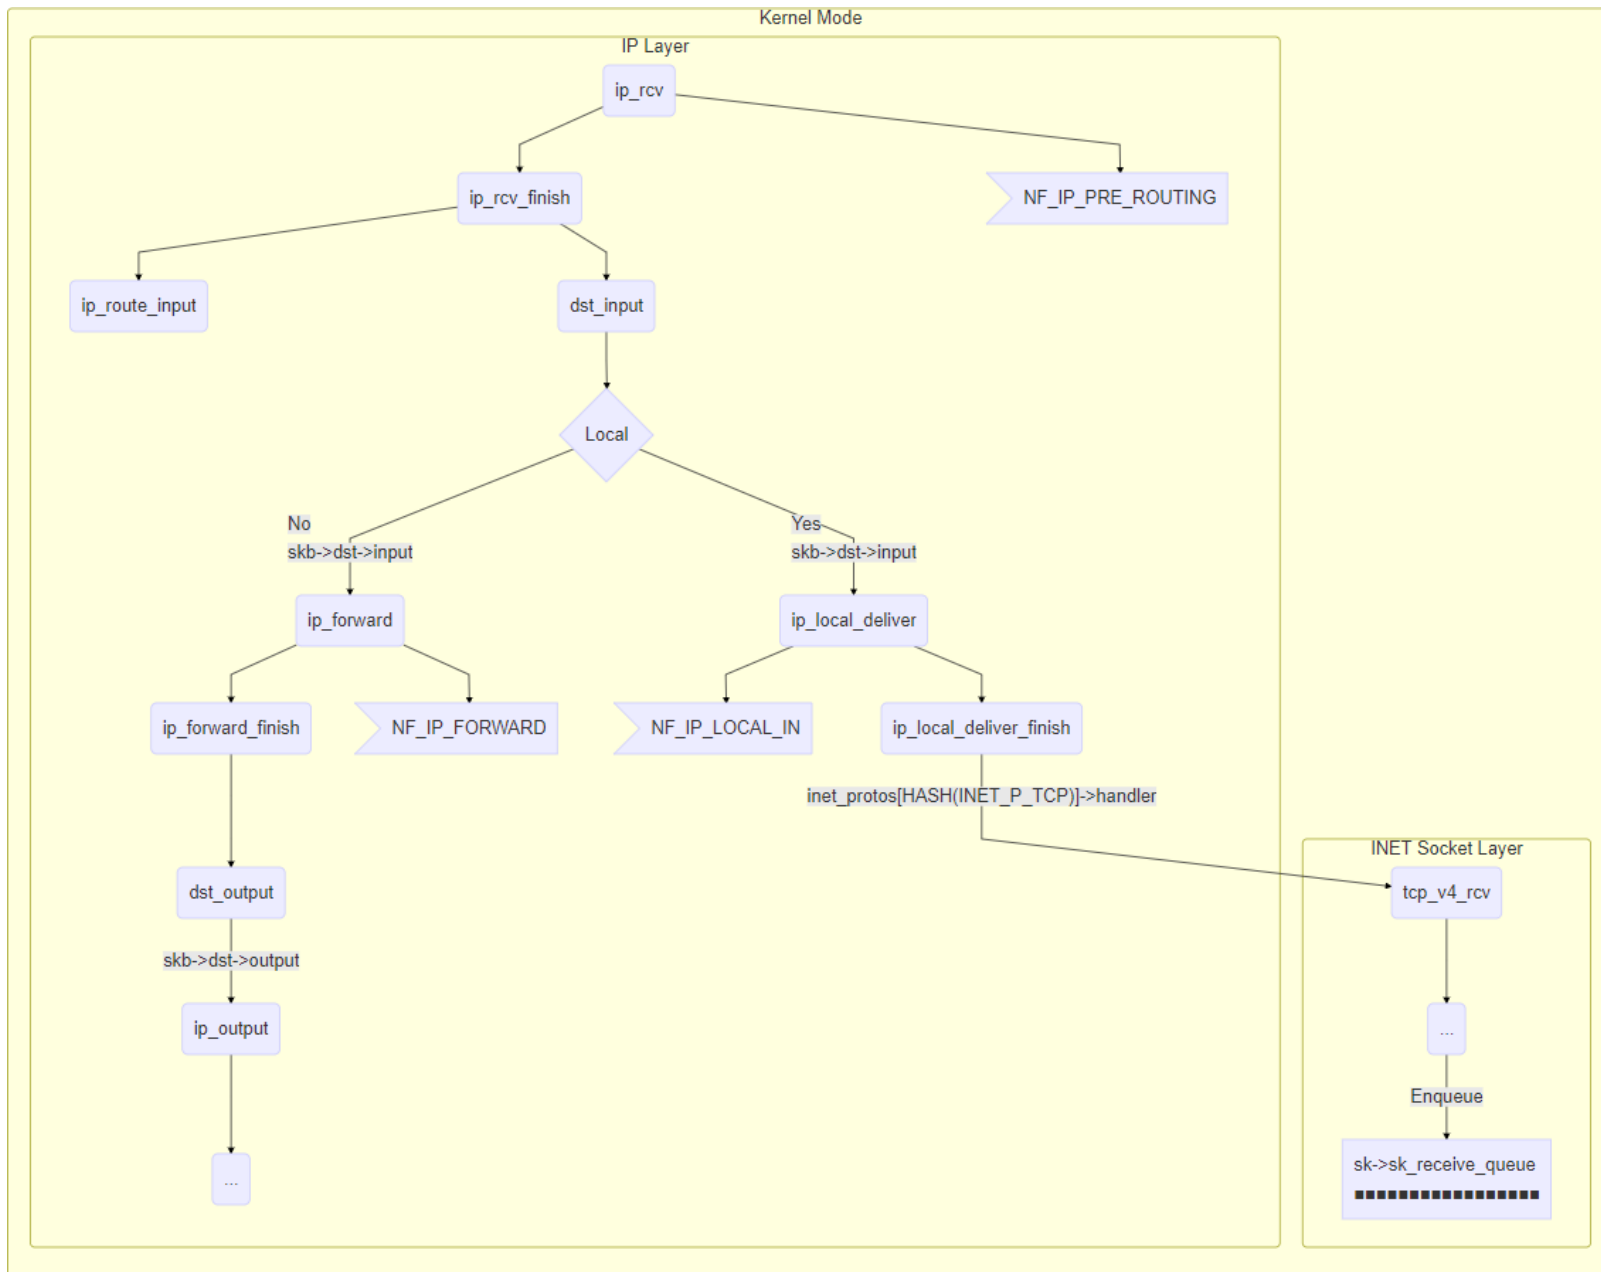 Kernel Mode
IP Layer
ip_rcv
ip_rcv_finish
NF_IP_PRE_ROUTING
ip_route_input
dst_input
Local
No
skb->dst->input
Yes
skb->dst->input
ip_forward
ip_local_deliver
ip_forward_finish
NF_IP_FORWARD
NF_IP_LOCAL_IN
ip_local_deliver_finish
inet_protos[HASH(INET_P_TCP)]->handler
INET Socket Layer
dst_output
tcp_v4_rcv
skb->dst->output
ip_output
...
Enqueue
sk->sk_receive_queue
■■■■■■■■■■■■■■■■■
...